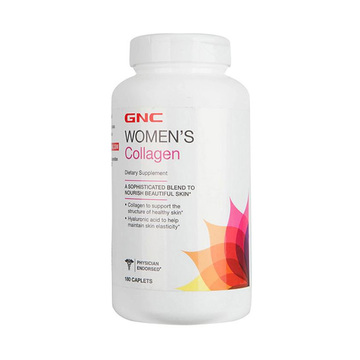 GNC
WOMEN'S
Collagen
Dietary Supplement
A SOPHISTICATED BLEND TO
NOURISH BEAUTIFUL SKIN*
• Collagen to support the
structure of healthy skin*
• Hyaluronic acid to help
maintain skin elasticity*
PHYSICIAN
ENDORSED*
180 CAPLETS